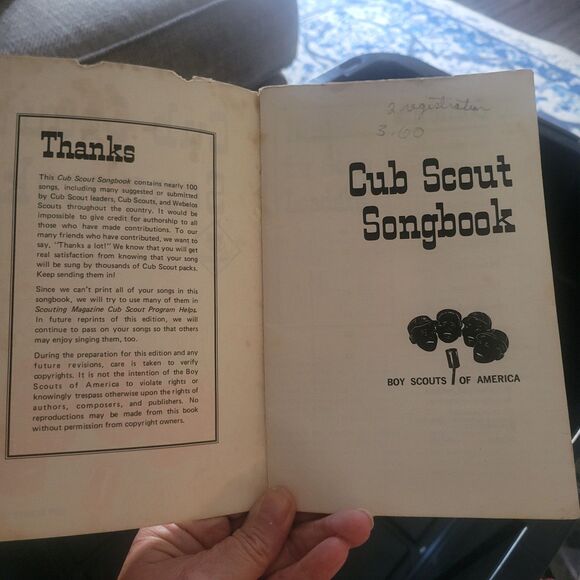 Thanks
This Cub Scout Songbook contains nearly 100
songs, including many suggested or submitted
by Cub Scout leaders, Cub Scouts, and Webelos
Scouts throughout the country. It would be
impossible to give credit for authorship to all
those who have made contributions. To our
many friends who have contributed, we want to
say, "Thanks a lot!" We know that you will get
real satisfaction from knowing that your song
will be sung by thousands of Cub Scout packs.
Keep sending them in!
Since we can't print all of your songs in this
songbook, we will try to use many of them in
Scouting Magazine Cub Scout Program Helps.
In future reprints of this edition, we will
continue to pass on your songs so that others
may enjoy singing them, too.
During the preparation for this edition and any
future revisions, care is taken to verify
copyrights. It is not the intention of the Boy
Scouts of America to violate rights or
knowingly trespass otherwise upon the rights of
authors, composers, and publishers. No
reproductions may be made from this book
without permission from copyright owners.
2 registration
3.60
Cub Scout
Songbook
BOY SCOUTS OF AMERICA